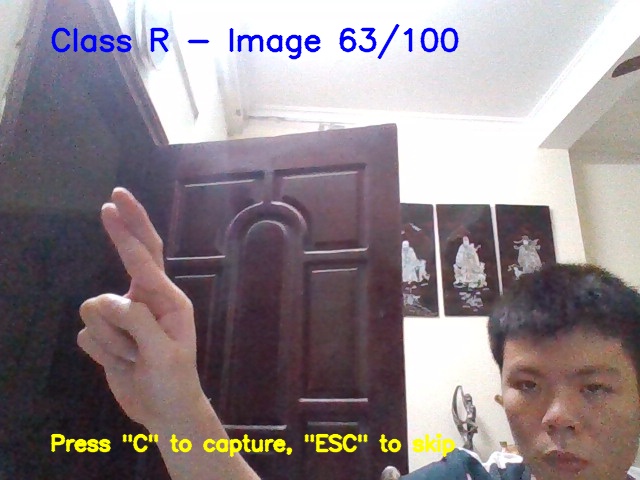 Class R - Image 63/100
Press "C" to capture, "ESC" to skip